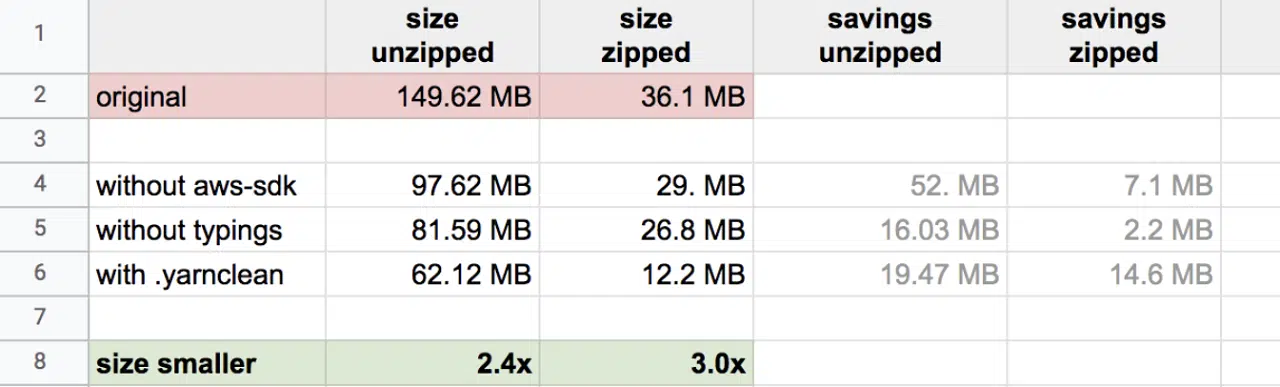 1 size unzipped size zipped savings unzipped savings zipped
2 original 149.62 MB 36.1 MB
3
4 without aws-sdk 97.62 MB 29. MB 52. MB 7.1 MB
5 without typings 81.59 MB 26.8 MB 16.03 MB 2.2 MB
6 with .yarnclean 62.12 MB 12.2 MB 19.47 MB 14.6 MB
7
8 size smaller 2.4x 3.0x